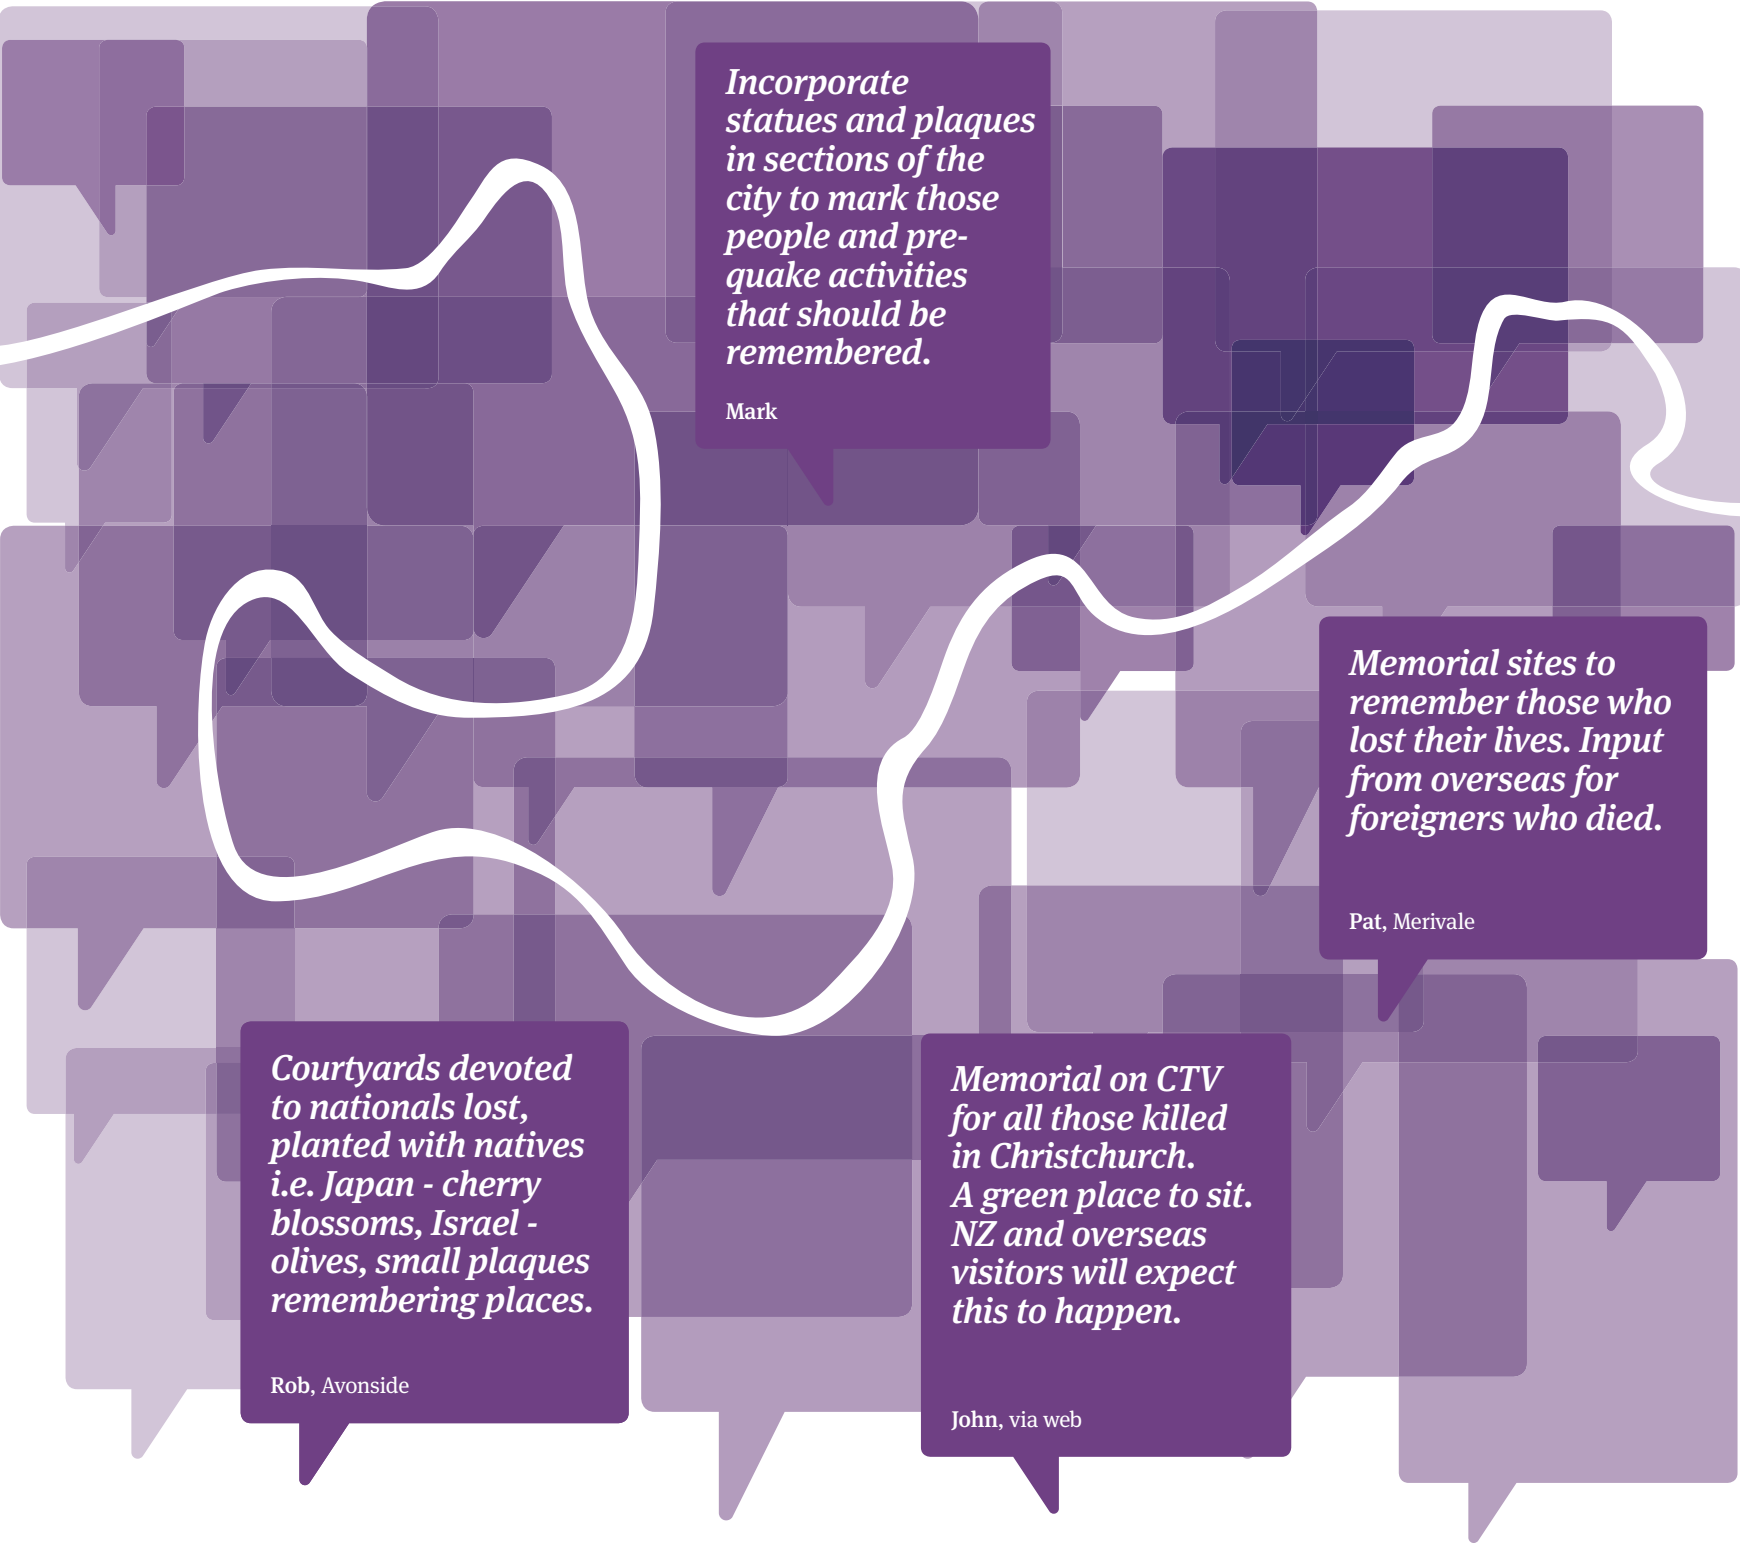 Incorporate
statues and plaques
in sections of the
city to mark those
people and pre-
quake activities
that should be
remembered.
Mark
Memorial sites to
remember those who
lost their lives. Input
from overseas for
foreigners who died.
Pat, Merivale
Courtyards devoted
to nationals lost,
planted with natives
i.e. Japan - cherry
blossoms, Israel -
olives, small plaques
remembering places.
Rob, Avonside
Memorial on CTV
for all those killed
in Christchurch.
A green place to sit.
NZ and overseas
visitors will expect
this to happen.
John, via web